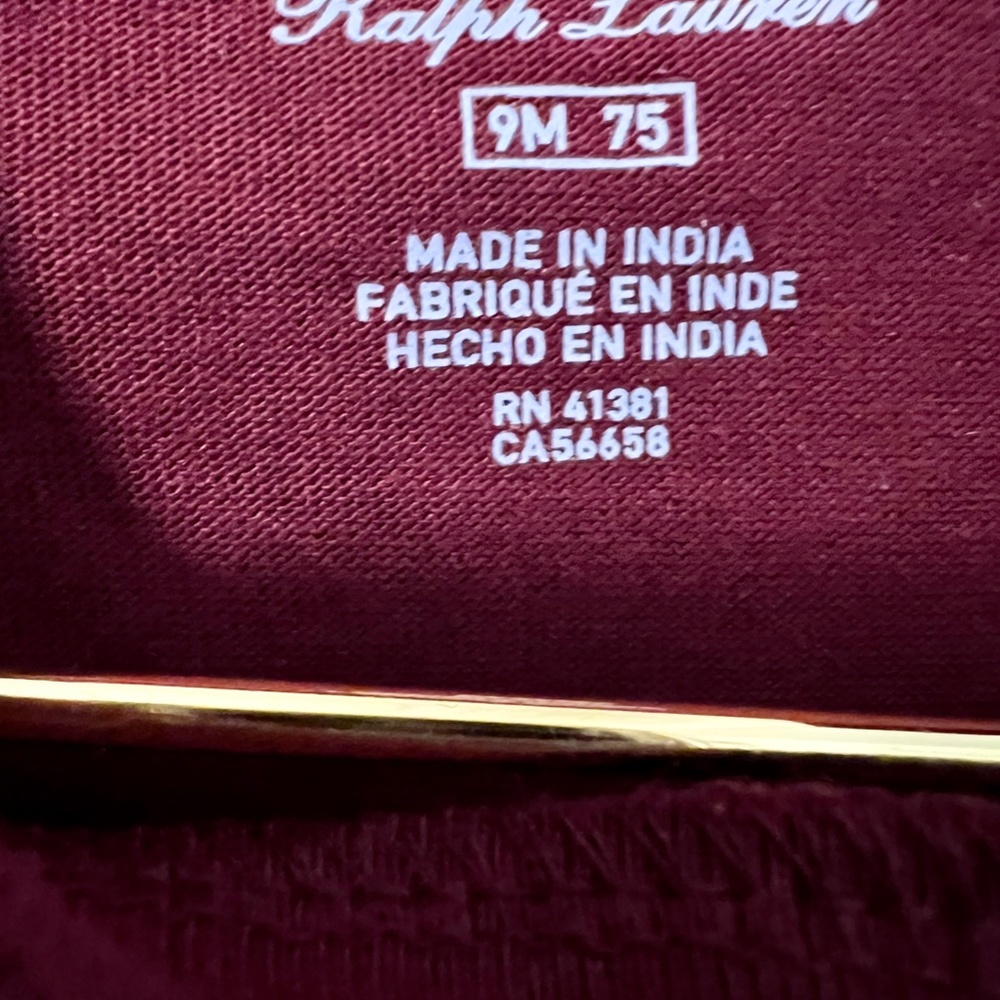 Ralph Lauren
9M 75
MADE IN INDIA
FABRIQUÉ EN INDE
HECHO EN INDIA
RN 41381
CA56658